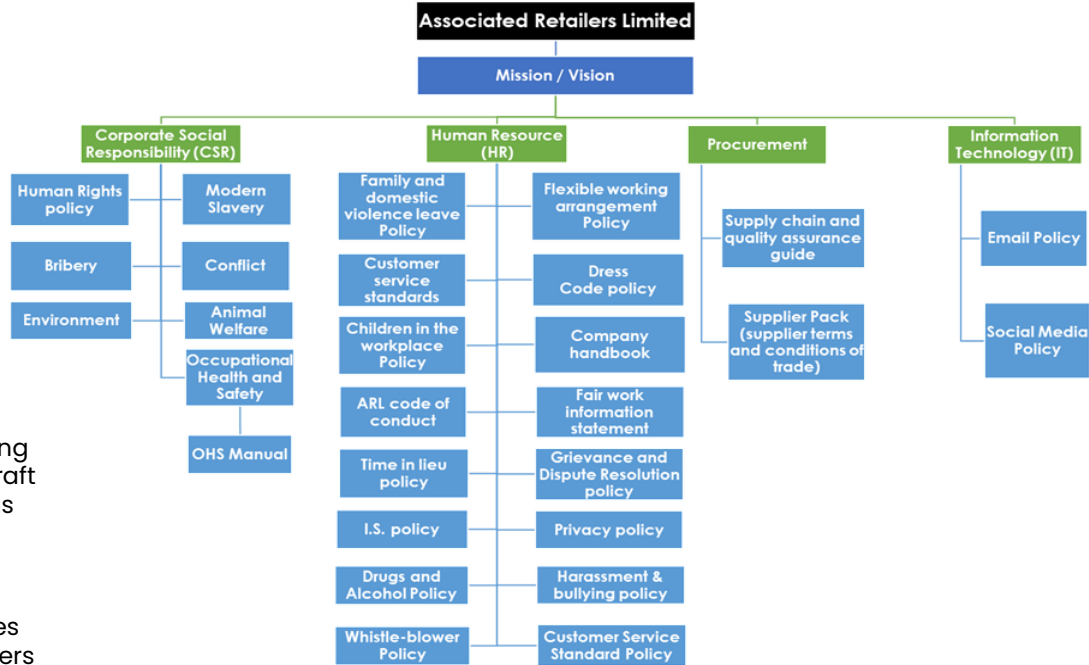 Associated Retailers Limited
Mission / Vision
Corporate Social
Responsibility (CSR)
Human Resource
(HR)
Procurement
Information
Technology (IT)
Human Rights
policy
Modern
Slavery
Bribery
Conflict
Environment
Animal
Welfare
Occupational
Health and
Safety
OHS Manual
Family and
domestic
violence leave
Policy
Flexible working
arrangement
Policy
Customer
service
standards
Dress
Code policy
Children in the
workplace
Policy
Company
handbook
ARL code of
conduct
Fair work
information
statement
Time in lieu
policy
Grievance and
Dispute Resolution
policy
I.S. policy
Privacy policy
Drugs and
Alcohol Policy
Harassment &
bullying policy
Whistle-blower
Policy
Customer Service
Standard Policy
Supply chain and
quality assurance
guide
Supplier Pack
(supplier terms
and conditions of
trade)
Email Policy
Social Media
Policy
ng
raft
s
es
ers